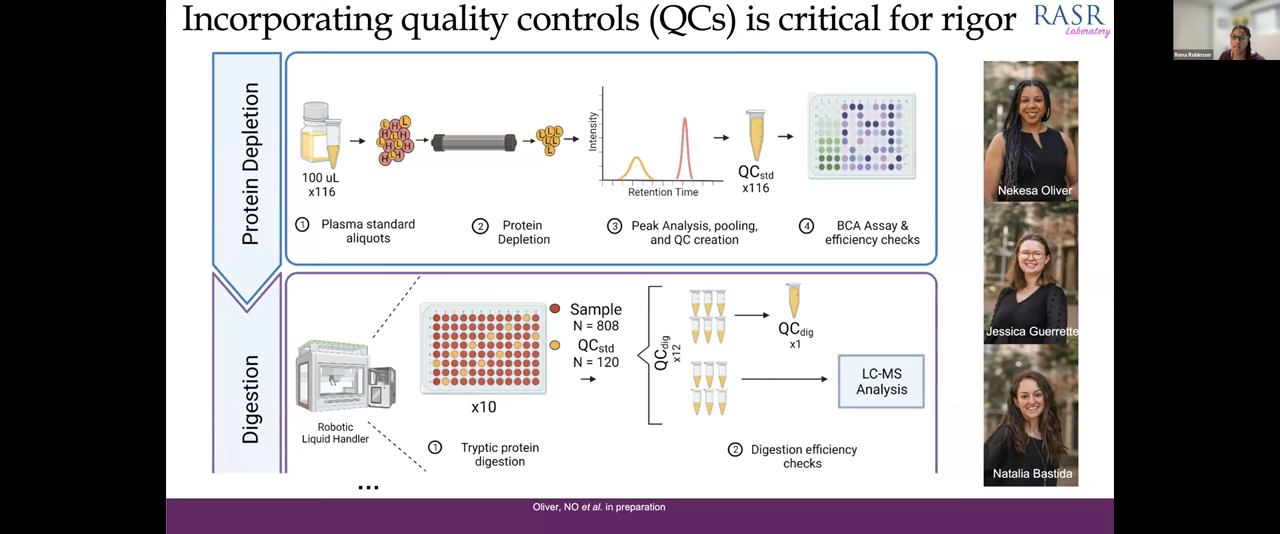 Incorporating quality controls (QCs) is critical for rigor
RASR
Laboratory
Rena Robinson
Protein Depletion
100 uL
x116
Intensity
Retention Time
QCstd
x116
1 Plasma standard
aliquots
2 Protein
Depletion
3 Peak Analysis, pooling,
and QC creation
4 BCA Assay &
efficiency checks
Nekesa Oliver
Digestion
Robotic
Liquid Handler
x10
Sample
N = 808
QCstd
N = 120
QCdig
x12
QCdig
x1
LC-MS
Analysis
1 Tryptic protein
digestion
2 Digestion efficiency
checks
Jessica Guerrette
Natalia Bastida
...
Oliver, NO et al. in preparation